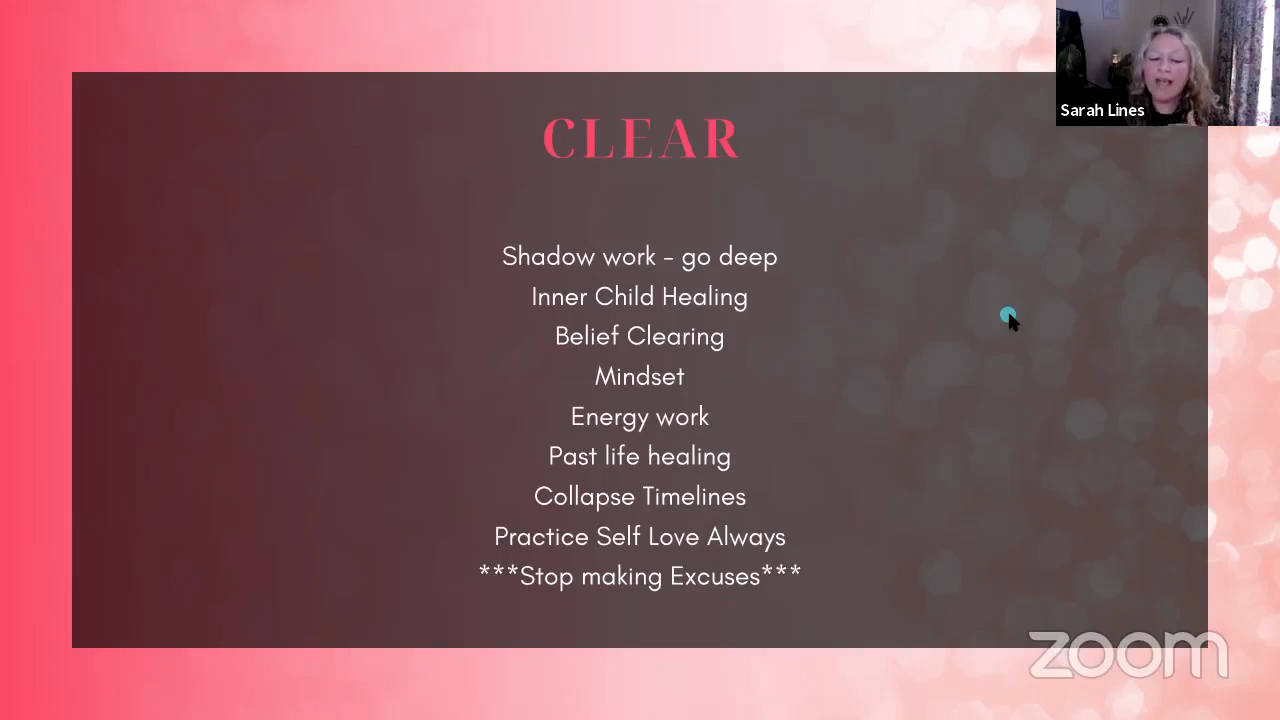 Sarah Lines
CLEAR
Shadow work - go deep
Inner Child Healing
Belief Clearing
Mindset
Energy work
Past life healing
Collapse Timelines
Practice Self Love Always
***Stop making Excuses***
zoom